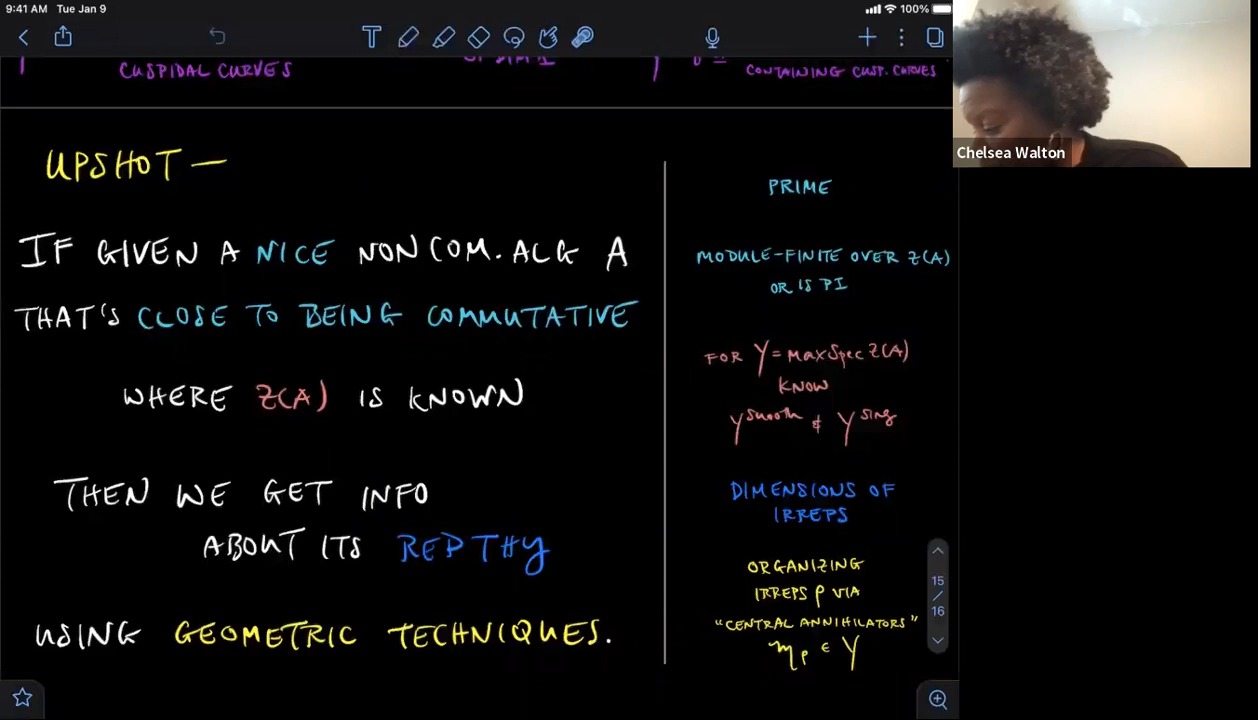 9:41 AM Tue Jan 9
100%
CUSPIDAL CURVES
CONTAINING CUSP. CURVES
Chelsea Walton
UPSHOT —
IF GIVEN A NICE NONCOM. ALG A
THAT'S CLOSE TO BEING COMMUTATIVE
WHERE Z(A) IS KNOWN
THEN WE GET INFO
ABOUT ITS REP THY
USING GEOMETRIC TECHNIQUES.
PRIME
MODULE-FINITE OVER Z(A)
OR IS PI
FOR Y = maxSpec Z(A)
KNOW
Y^smooth & Y^sing
DIMENSIONS OF
IRREPS
ORGANIZING
IRREPS ρ VIA
"CENTRAL ANNIHILATORS"
m_ρ ∈ Y
15
/
16